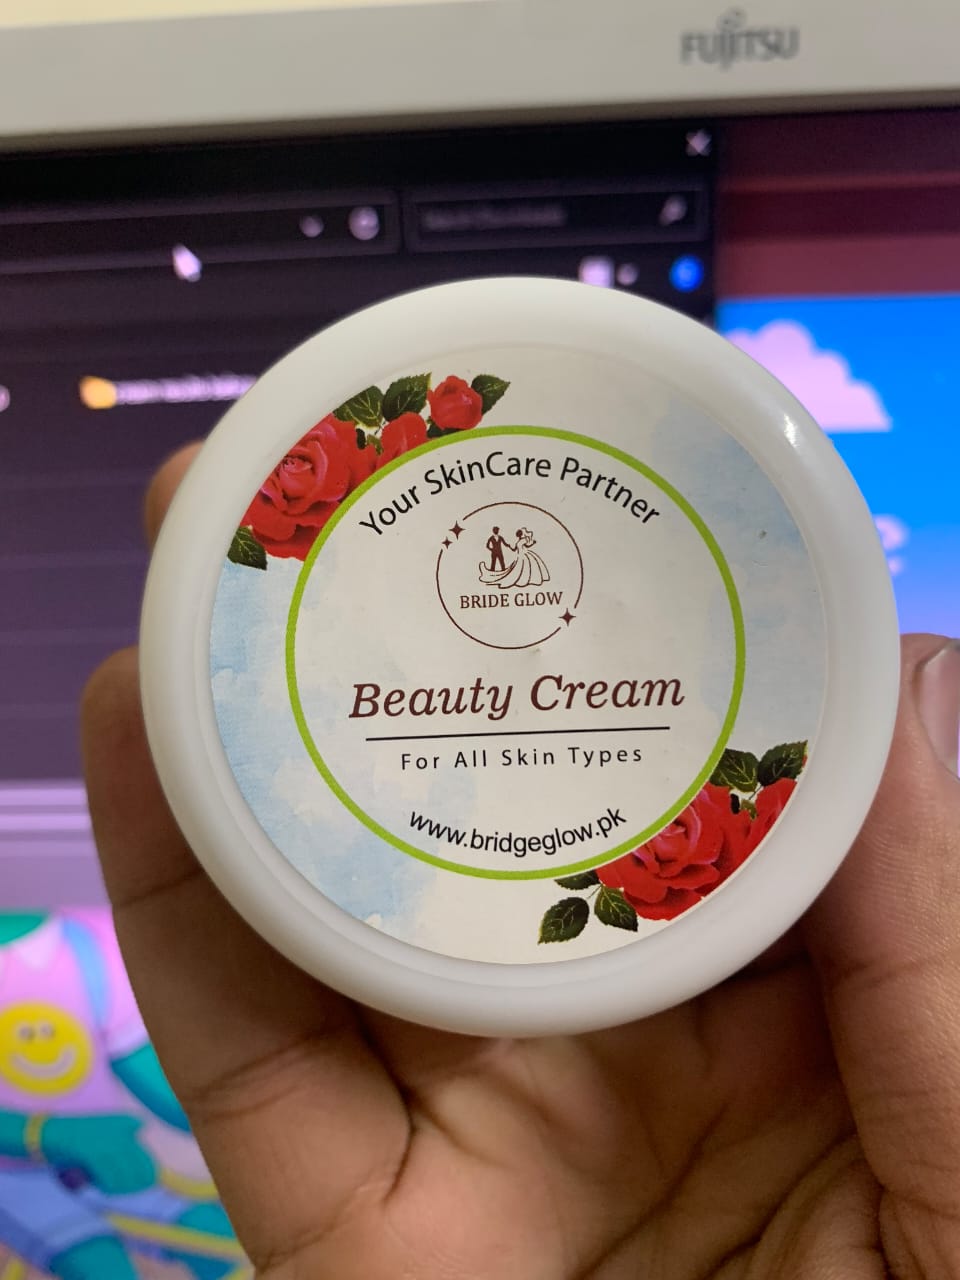 FUJITSU
Your SkinCare Partner
BRIDE GLOW
Beauty Cream
For All Skin Types
www.bridgeglow.pk